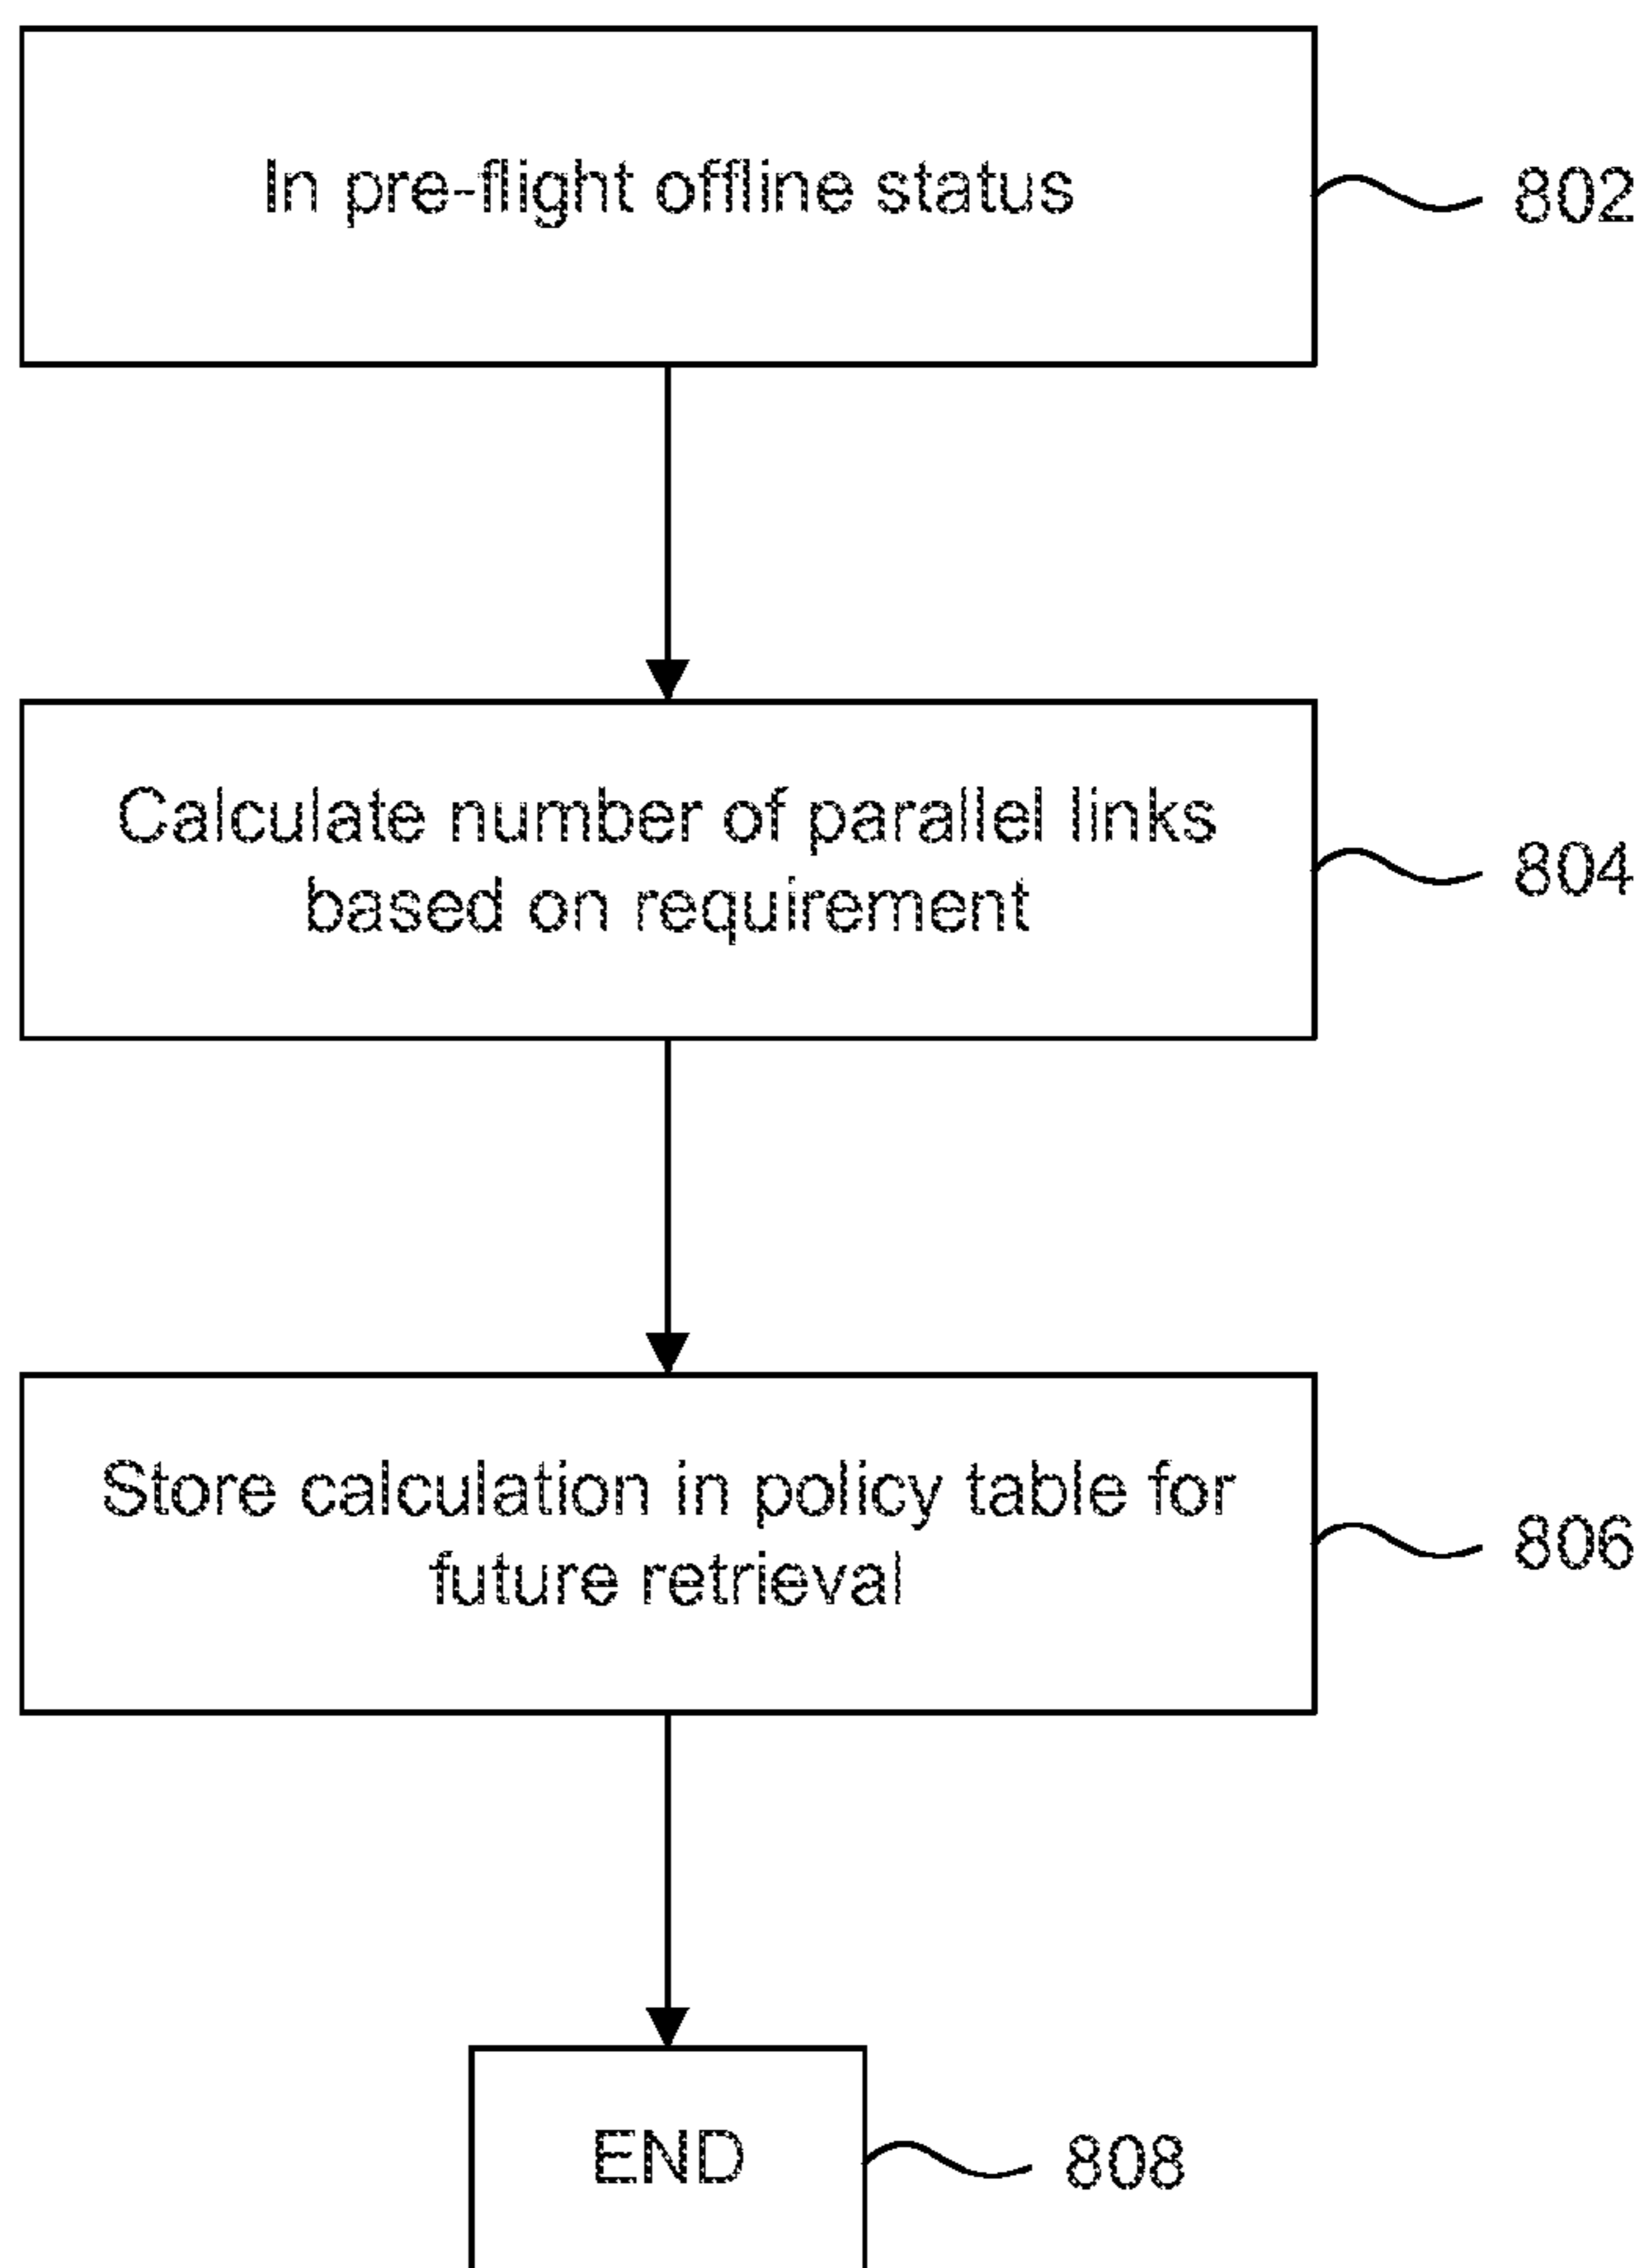 In pre-flight offline status
802
Calculate number of parallel links
based on requirement
804
Store calculation in policy table for
future retrieval
806
END
808